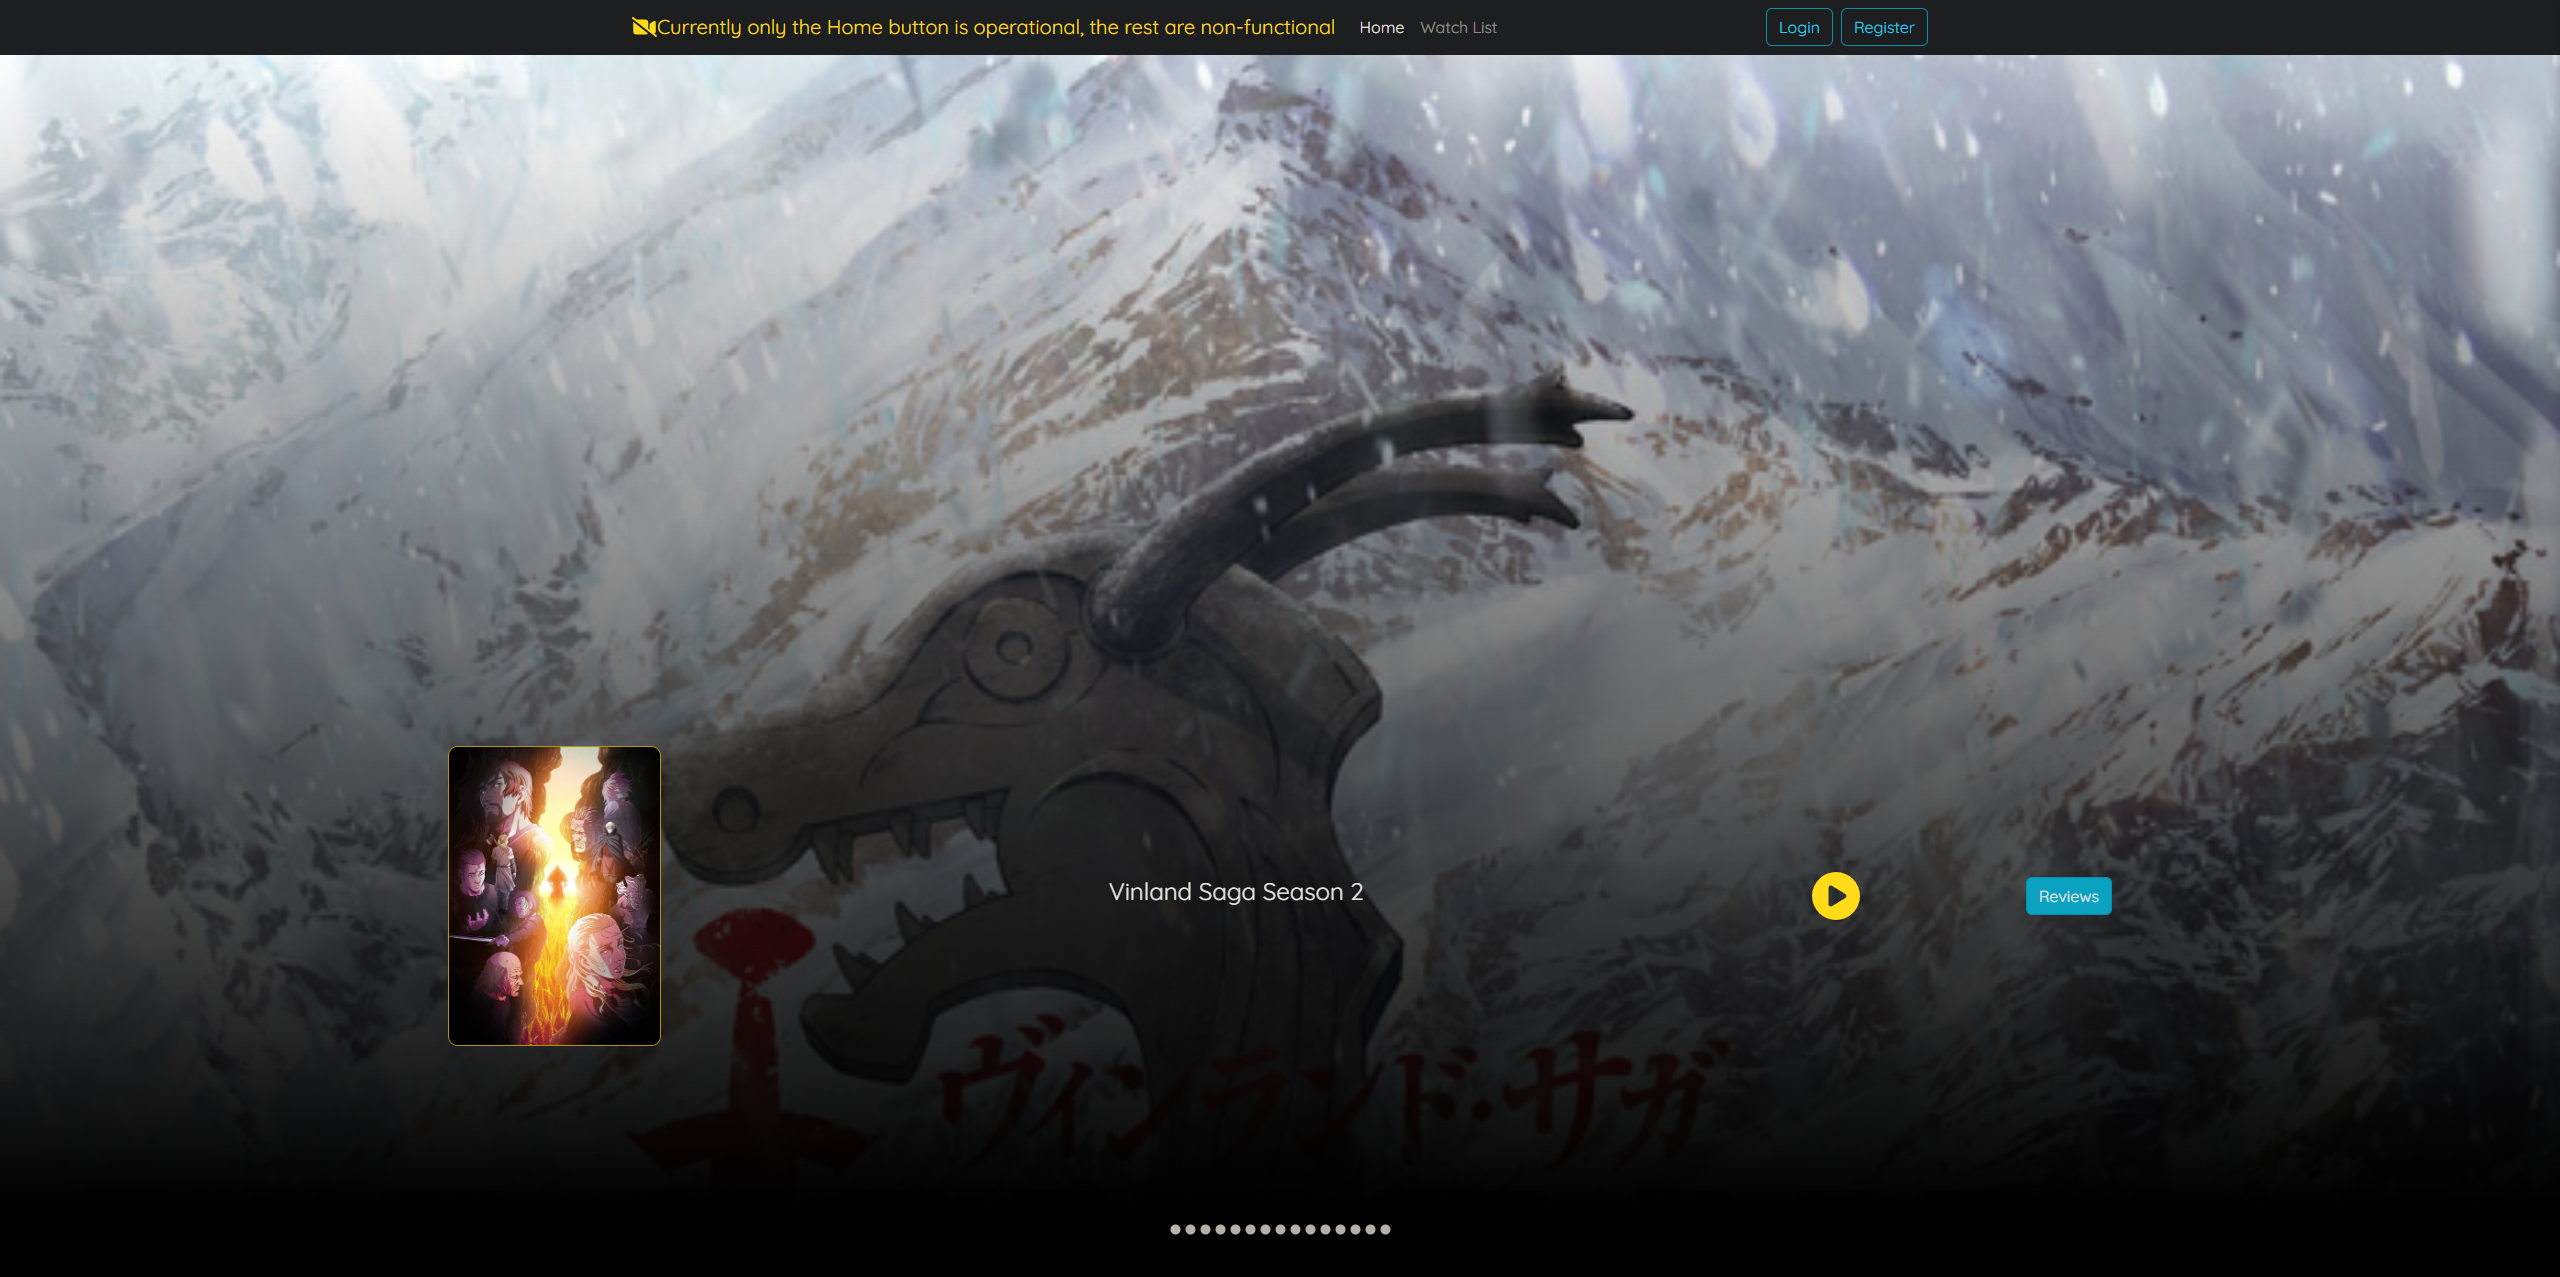 Currently only the Home button is operational, the rest are non-functional
Home
Watch List
Login
Register
Vinland Saga Season 2
Reviews
ヴィンランド・サガ